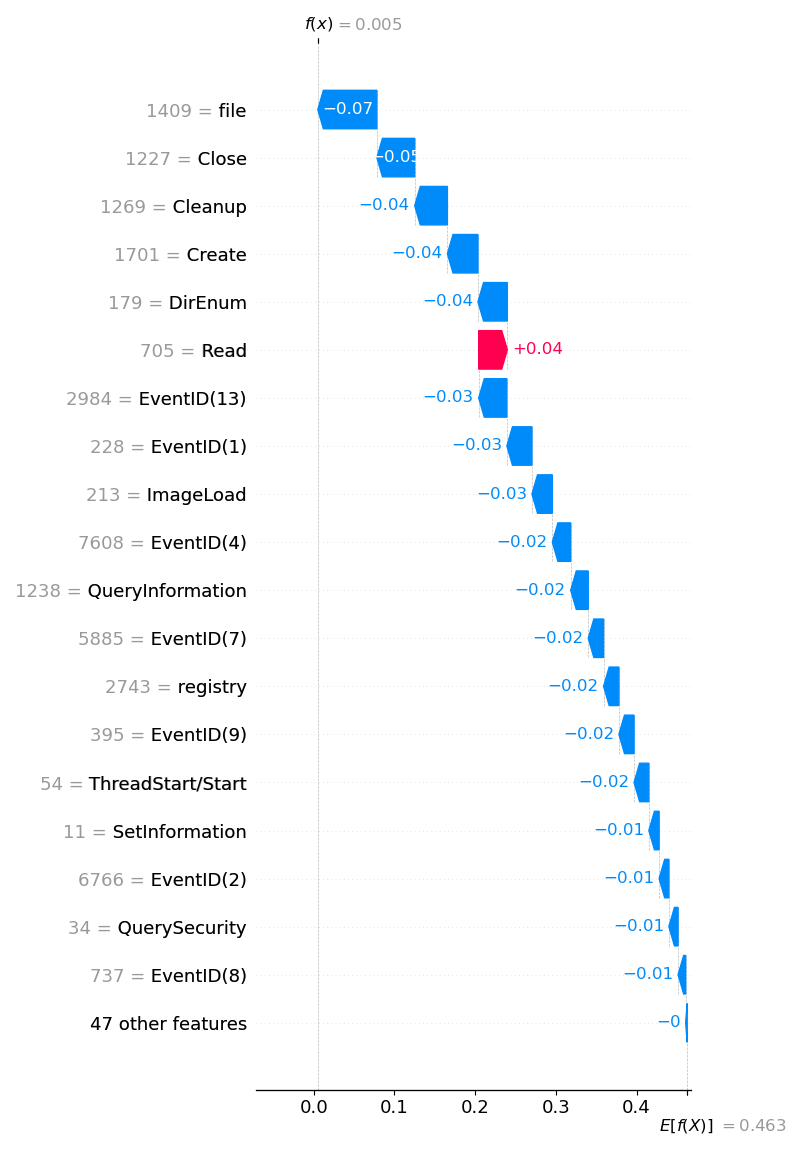 f(x) = 0.005
1409 = file −0.07
1227 = Close −0.05
1269 = Cleanup −0.04
1701 = Create −0.04
179 = DirEnum −0.04
705 = Read +0.04
2984 = EventID(13) −0.03
228 = EventID(1) −0.03
213 = ImageLoad −0.03
7608 = EventID(4) −0.02
1238 = QueryInformation −0.02
5885 = EventID(7) −0.02
2743 = registry −0.02
395 = EventID(9) −0.02
54 = ThreadStart/Start −0.02
11 = SetInformation −0.01
6766 = EventID(2) −0.01
34 = QuerySecurity −0.01
737 = EventID(8) −0.01
47 other features −0
0.0 0.1 0.2 0.3 0.4
E[f(X)] = 0.463